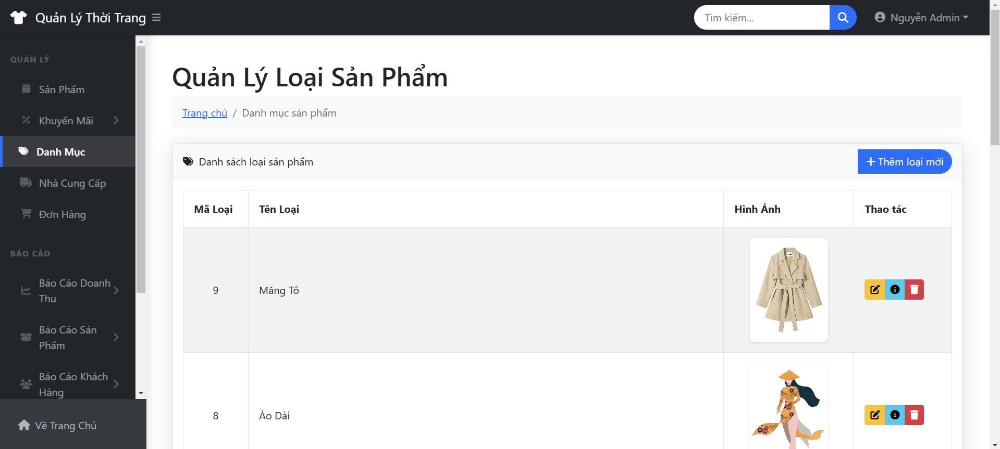 Quản Lý Thời Trang
Tìm kiếm...
Nguyễn Admin
QUẢN LÝ
Sản Phẩm
Khuyến Mãi
Danh Mục
Nhà Cung Cấp
Đơn Hàng
BÁO CÁO
Báo Cáo Doanh
Thu
Báo Cáo Sản
Phẩm
Báo Cáo Khách
Hàng
Về Trang Chủ
Quản Lý Loại Sản Phẩm
Trang chủ / Danh mục sản phẩm
Danh sách loại sản phẩm
Thêm loại mới
Mã Loại Tên Loại Hình Ảnh Thao tác
9 Măng Tô
8 Áo Dài